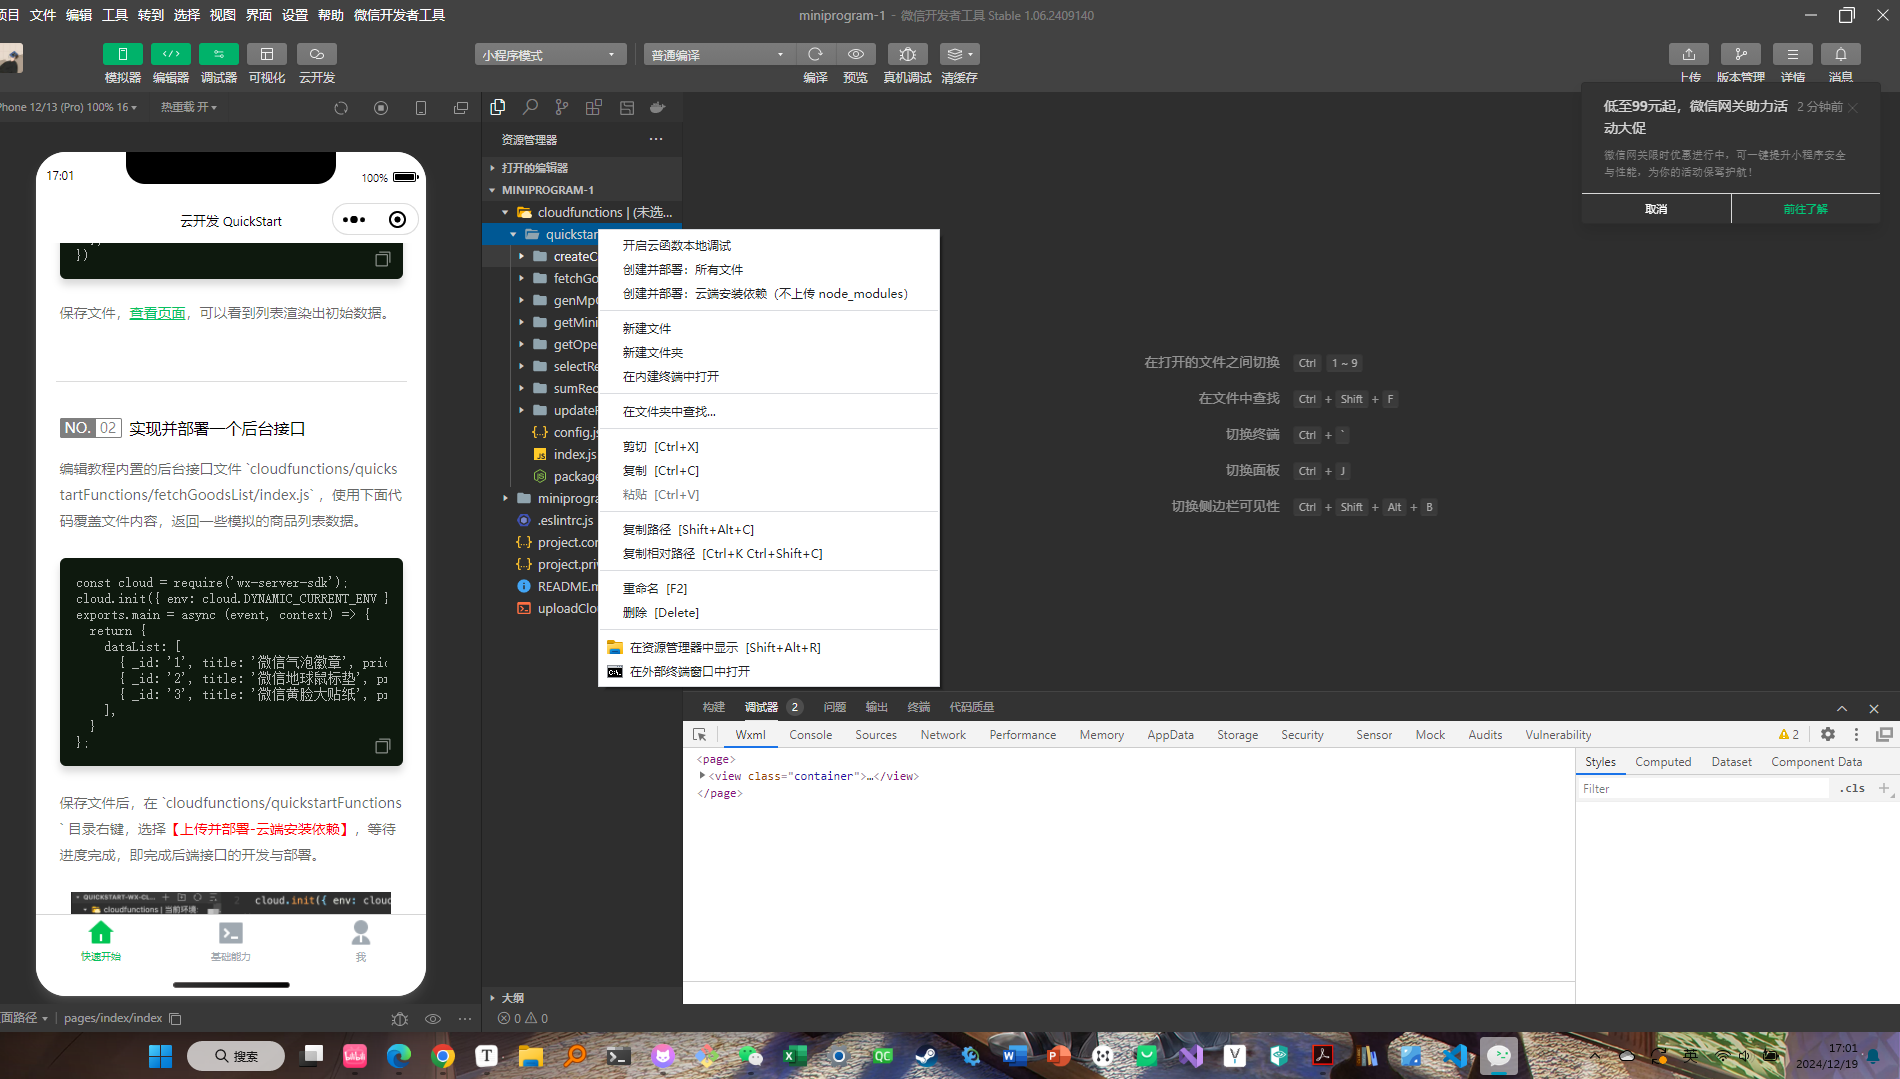 项目 文件 编辑 工具 转到 选择 视图 界面 设置 帮助 微信开发者工具
miniprogram-1 - 微信开发者工具 Stable 1.06.2409140
小程序模式 普通编译
模拟器 编辑器 调试器 可视化 云开发 编译 预览 真机调试 清缓存 上传 版本管理 详情 消息
Phone 12/13 (Pro) 100% 16 热重载 开
低至99元起，微信网关助力活动大促 2 分钟前
微信网关限时优惠进行中，可一键提升小程序安全
与性能，为你的活动保驾护航！
取消 前往了解
17:01 100%
云开发 QuickStart
})
保存文件，查看页面，可以看到列表渲染出初始数据。
NO. 02 实现并部署一个后台接口
编辑教程内置的后台接口文件 `cloudfunctions/quicks
tartFunctions/fetchGoodsList/index.js` ，使用下面代
码覆盖文件内容，返回一些模拟的商品列表数据。
const cloud = require('wx-server-sdk');
cloud.init({ env: cloud.DYNAMIC_CURRENT_ENV }
exports.main = async (event, context) => {
return {
dataList: [
{ _id: '1', title: '微信气泡徽章', pric
{ _id: '2', title: '微信地球鼠标垫', pr
{ _id: '3', title: '微信黄脸大贴纸', pr
],
}
};
保存文件后，在 `cloudfunctions/quickstartFunctions
` 目录右键，选择【上传并部署-云端安装依赖】，等待
进度完成，即完成后端接口的开发与部署。
QUICKSTART-WX-CL...
cloudfunctions | 当前环境:
2 cloud.init({ env: cloud
快速开始 基础能力 我
页面路径 pages/index/index
资源管理器
打开的编辑器
MINIPROGRAM-1
cloudfunctions | (未选...
quickstar
createC
fetchGo
genMpQ
getMini
getOpe
selectRe
sumRec
updateR
config.js
index.js
package
miniprogra
.eslintrc.js
project.con
project.priv
README.m
uploadClou
大纲
0 0
开启云函数本地调试
创建并部署：所有文件
创建并部署：云端安装依赖（不上传 node_modules）
新建文件
新建文件夹
在内建终端中打开
在文件夹中查找...
剪切 [Ctrl+X]
复制 [Ctrl+C]
粘贴 [Ctrl+V]
复制路径 [Shift+Alt+C]
复制相对路径 [Ctrl+K Ctrl+Shift+C]
重命名 [F2]
删除 [Delete]
在资源管理器中显示 [Shift+Alt+R]
在外部终端窗口中打开
在打开的文件之间切换 Ctrl 1 ~ 9
在文件中查找 Ctrl + Shift + F
切换终端 Ctrl + `
切换面板 Ctrl + J
切换侧边栏可见性 Ctrl + Shift + Alt + B
构建 调试器 2 问题 输出 终端 代码质量
Wxml Console Sources Network Performance Memory AppData Storage Security Sensor Mock Audits Vulnerability 2
<page>
<view class="container">…</view>
</page>
Styles Computed Dataset Component Data
Filter .cls
搜索
英
17:01
2024/12/19